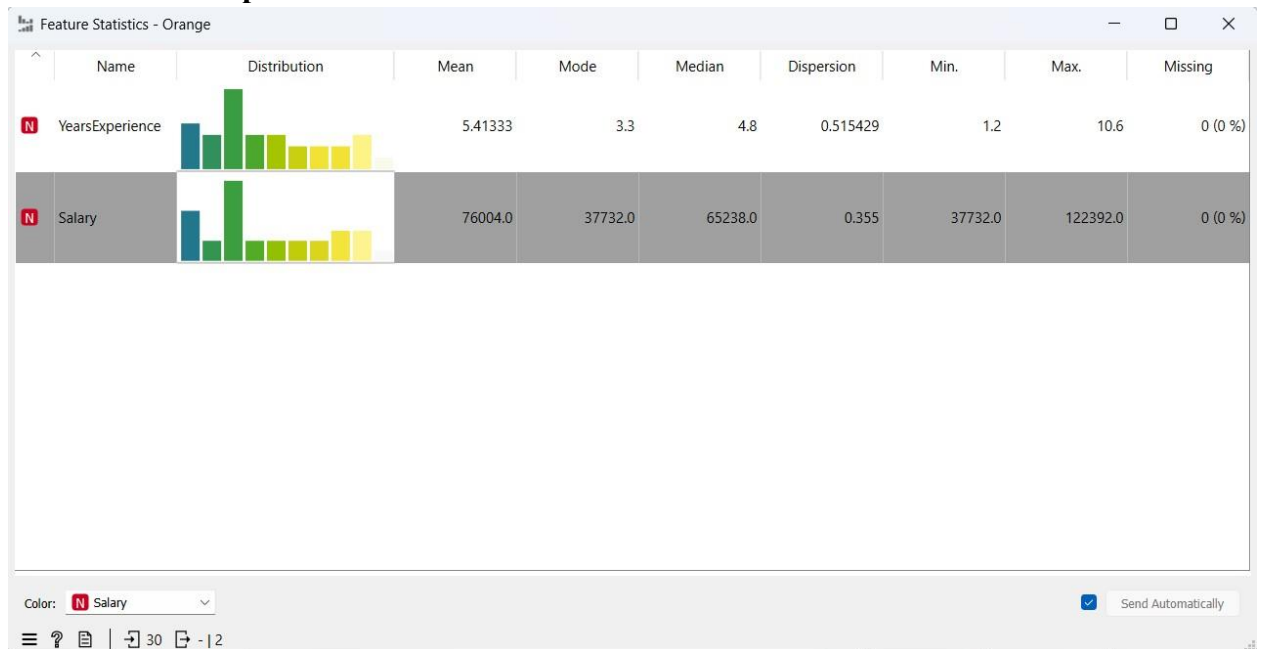 Feature Statistics - Orange
Name Distribution Mean Mode Median Dispersion Min. Max. Missing
N YearsExperience 5.41333 3.3 4.8 0.515429 1.2 10.6 0 (0 %)
N Salary 76004.0 37732.0 65238.0 0.355 37732.0 122392.0 0 (0 %)
Color: N Salary Send Automatically
? 30 - | 2